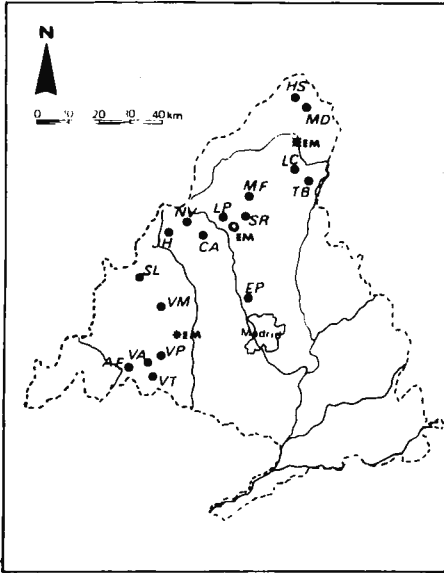 N
0 10 20 30 40 km
HS
MD
EM
LC
TB
MF
NV
LP
SR
H
CA
EM
SL
EP
VM
Madrid
EM
AE
VA
VP
VT